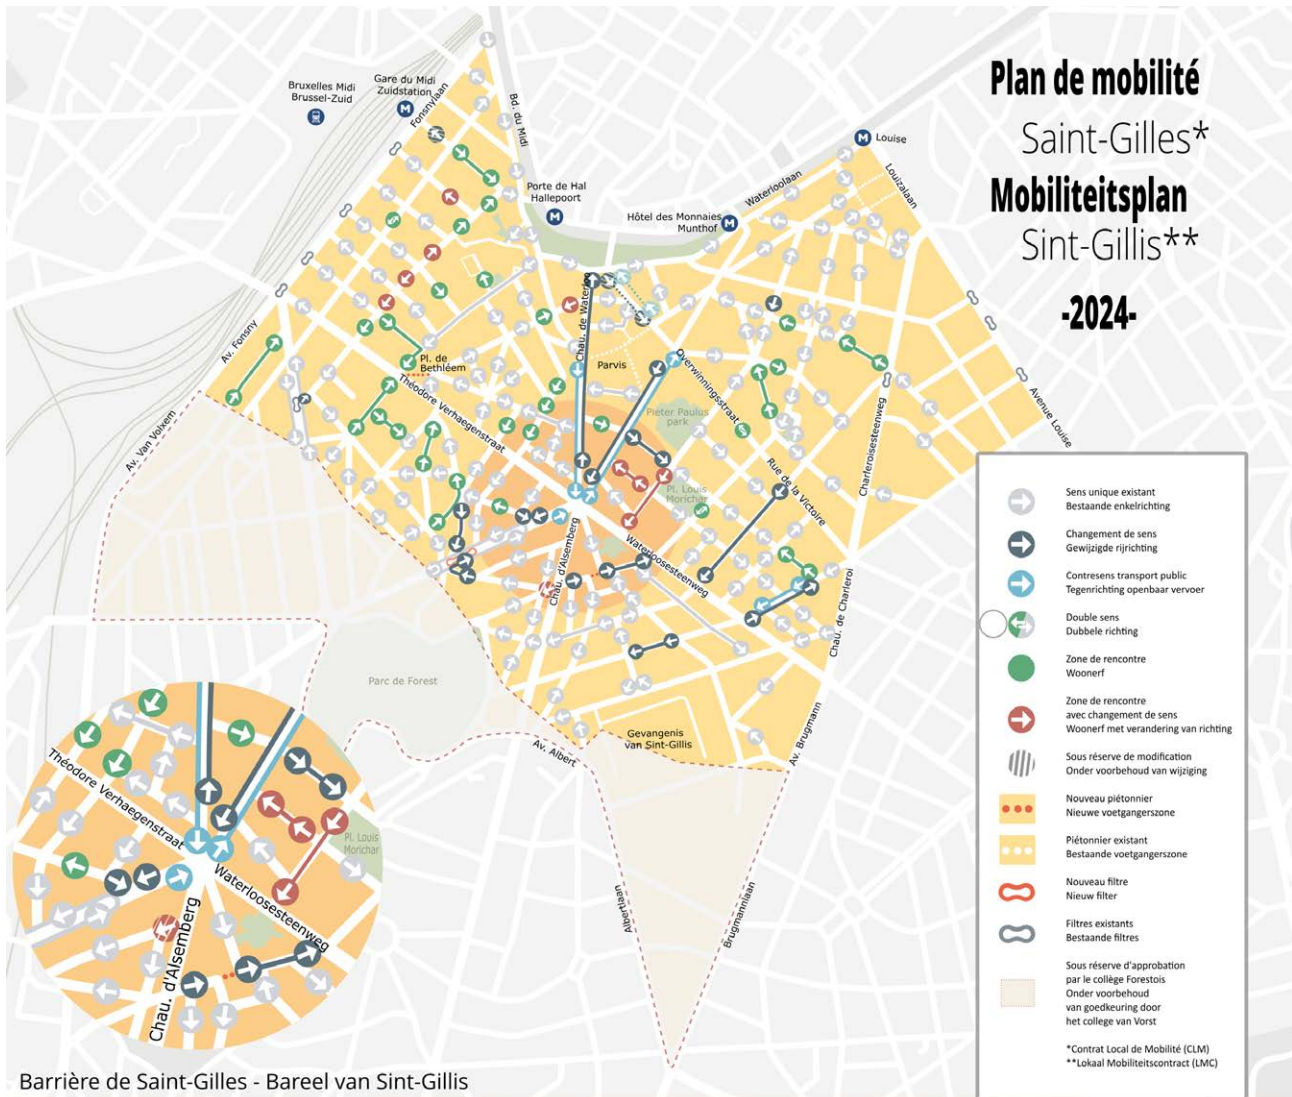 Plan de mobilité
Saint-Gilles*
Mobiliteitsplan
Sint-Gillis**
-2024-
Bruxelles Midi
Brussel-Zuid
Gare du Midi
Zuidstation
M
Fonsnylaan
Bd. du Midi
Porte de Hal
Hallepoort
M
Hôtel des Monnaies
Munthof
M
Waterloolaan
M
Louise
Louizalaan
Av. Fonsny
Chau. de Waterloo
Parvis
Overwinningsstraat
Pl. de
Bethléem
Théodore Verhaegenstraat
Pieter Paulus
park
Charleroisesteenweg
Avenue Louise
Av. Van Volxem
Pl. Louis
Morichar
Rue de la Victoire
Chau. d'Alsemberg
Waterloosesteenweg
Chau. de Charleroi
Parc de Forest
Gevangenis
van Sint-Gillis
Av. Albert
Av. Brugmann
Albertlaan
Brugmannlaan
Théodore Verhaegenstraat
Pl. Louis
Morichar
Waterloosesteenweg
Chau. d'Alsemberg
Barrière de Saint-Gilles - Bareel van Sint-Gillis
Sens unique existant
Bestaande enkelrichting
Changement de sens
Gewijzigde rijrichting
Contresens transport public
Tegenrichting openbaar vervoer
Double sens
Dubbele richting
Zone de rencontre
Woonerf
Zone de rencontre
avec changement de sens
Woonerf met verandering van richting
Sous réserve de modification
Onder voorbehoud van wijziging
Nouveau piétonnier
Nieuwe voetgangerszone
Piétonnier existant
Bestaande voetgangerszone
Nouveau filtre
Nieuw filter
Filtres existants
Bestaande filtres
Sous réserve d'approbation
par le collège Forestois
Onder voorbehoud
van goedkeuring door
het college van Vorst
*Contrat Local de Mobilité (CLM)
**Lokaal Mobiliteitscontract (LMC)